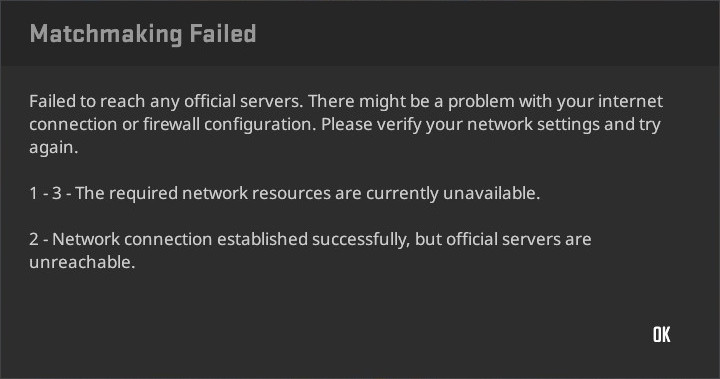 Matchmaking Failed
Failed to reach any official servers. There might be a problem with your internet
connection or firewall configuration. Please verify your network settings and try
again.
1 - 3 - The required network resources are currently unavailable.
2 - Network connection established successfully, but official servers are
unreachable.
OK